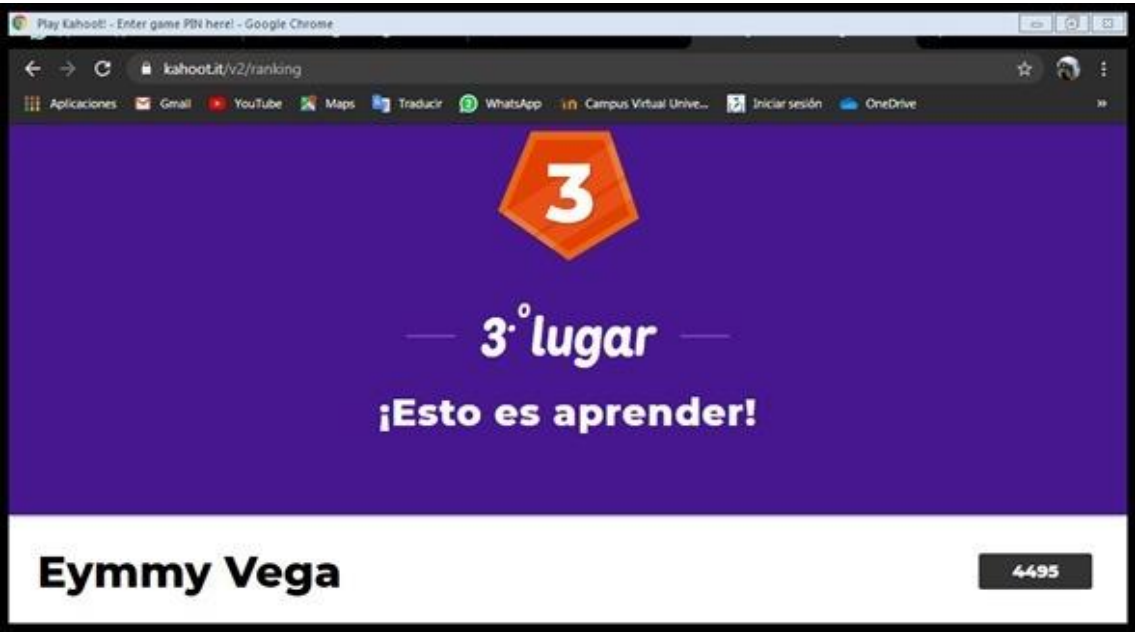 Play Kahoot! - Enter game PIN here! - Google Chrome
kahoot.it/v2/ranking
Aplicaciones Gmail YouTube Maps Traducir WhatsApp Campus Virtual Unive... Iniciar sesión OneDrive »
3
3.º lugar
¡Esto es aprender!
Eymmy Vega 4495